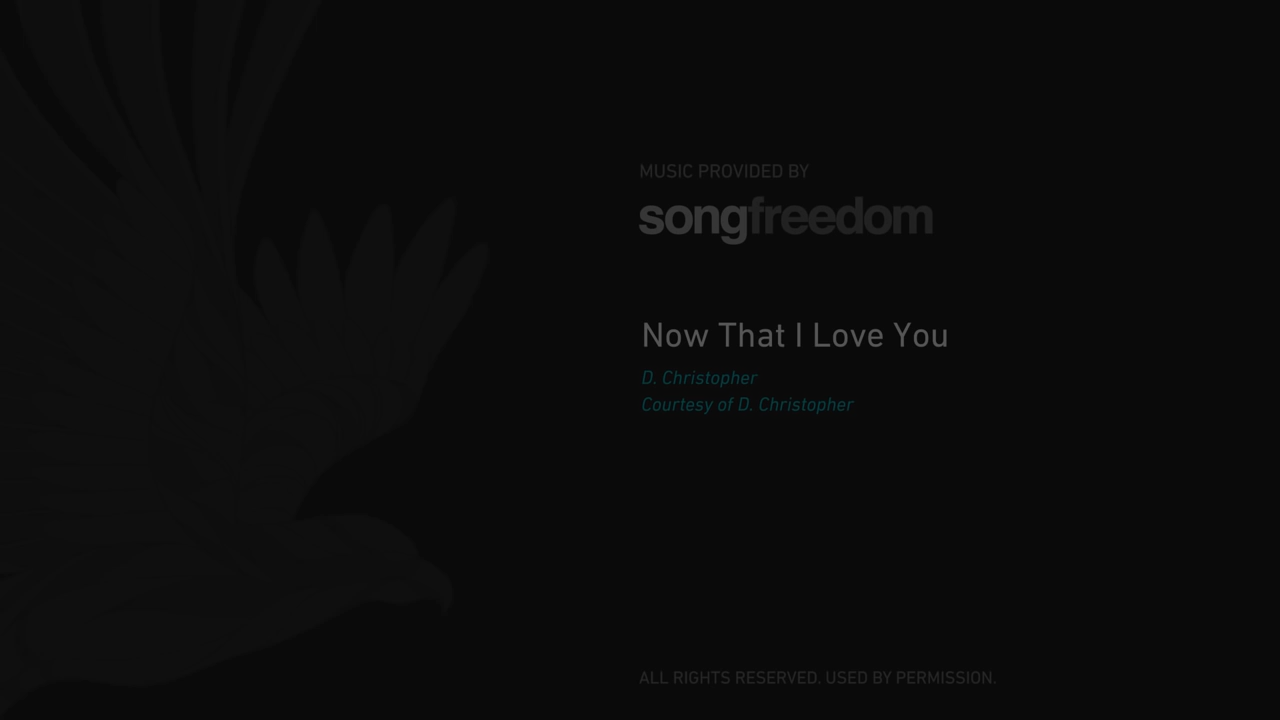 MUSIC PROVIDED BY
songfreedom
Now That I Love You
D. Christopher
Courtesy of D. Christopher
ALL RIGHTS RESERVED, USED BY PERMISSION.